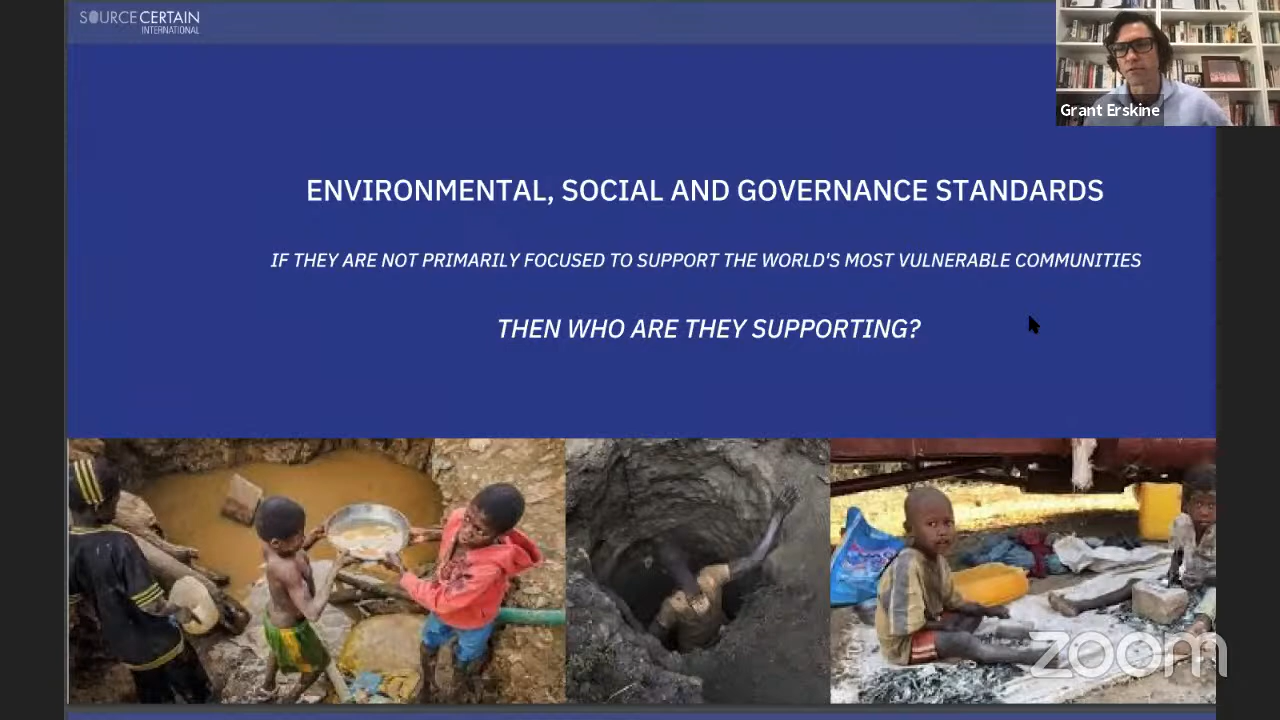 SOURCE CERTAIN
INTERNATIONAL
Grant Erskine
ENVIRONMENTAL, SOCIAL AND GOVERNANCE STANDARDS
IF THEY ARE NOT PRIMARILY FOCUSED TO SUPPORT THE WORLD'S MOST VULNERABLE COMMUNITIES
THEN WHO ARE THEY SUPPORTING?
zoom